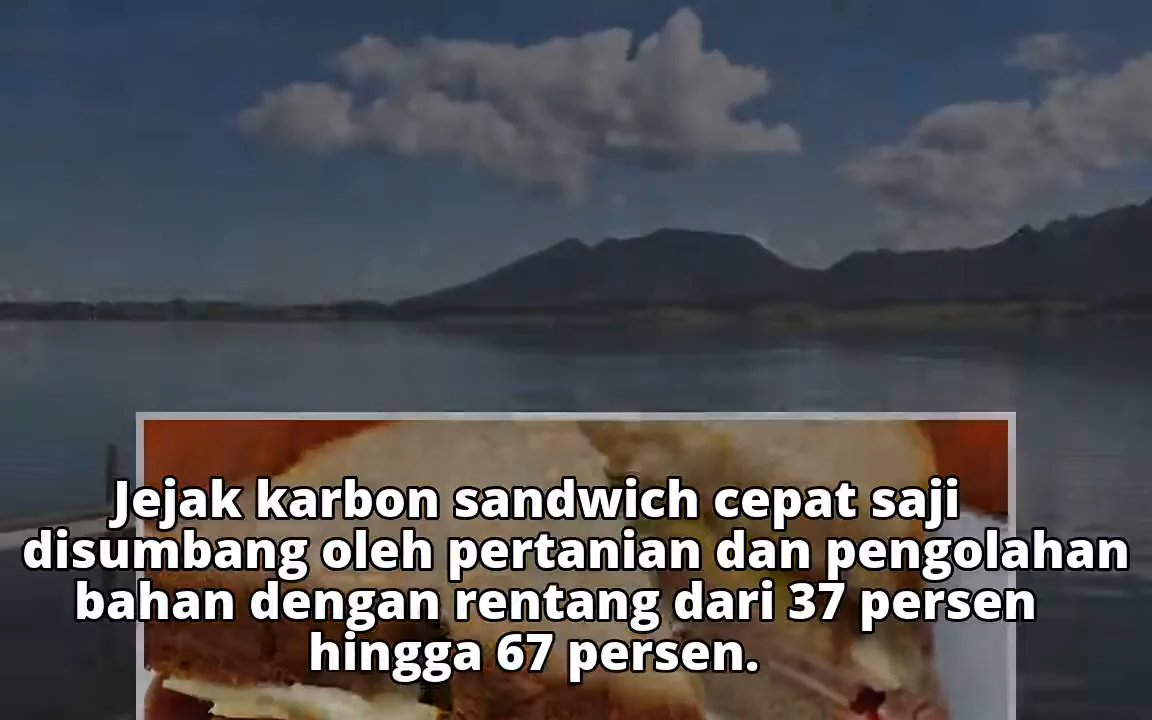 Jejak karbon sandwich cepat saji
disumbang oleh pertanian dan pengolahan
bahan dengan rentang dari 37 persen
hingga 67 persen.